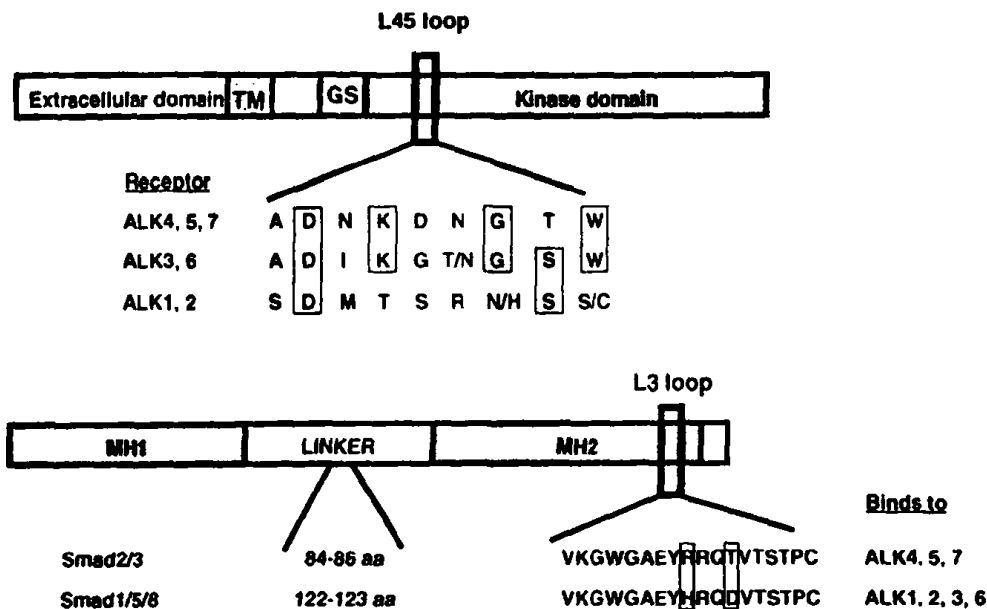 L45 loop
Extracellular domain TM GS Kinase domain
Receptor
ALK4, 5, 7 A D N K D N G T W
ALK3, 6 A D I K G T/N G S W
ALK1, 2 S D M T S R N/H S S/C
L3 loop
MH1 LINKER MH2
Binds to
Smad2/3 84-86 aa VKGWGAEYRRQTVTSTPC ALK4, 5, 7
Smad1/5/8 122-123 aa VKGWGAEYHRQDVTSTPC ALK1, 2, 3, 6